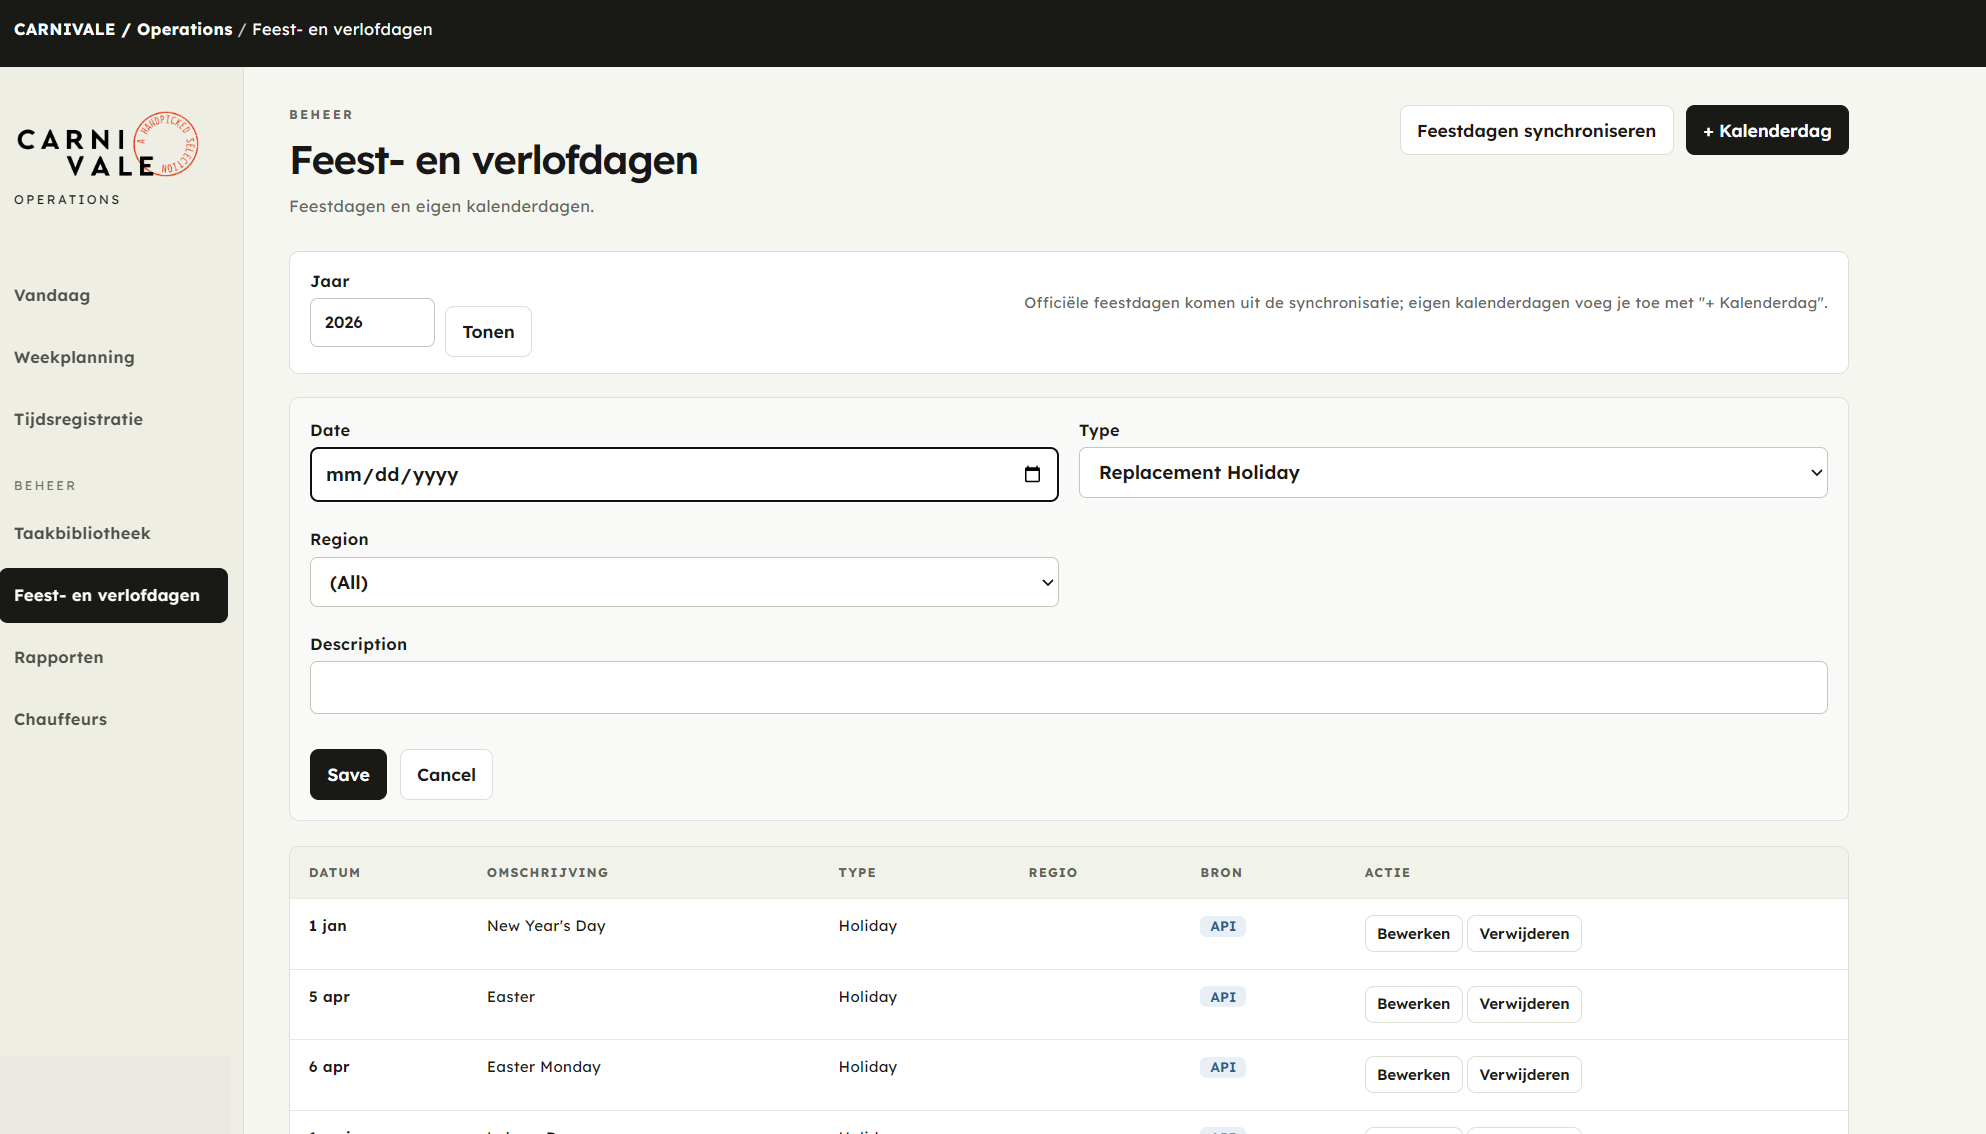 CARNIVALE / Operations / Feest- en verlofdagen
CARNI
VALE
A HANDPICKED SELECTION
OPERATIONS
Vandaag
Weekplanning
Tijdsregistratie
BEHEER
Taakbibliotheek
Feest- en verlofdagen
Rapporten
Chauffeurs
BEHEER
Feest- en verlofdagen
Feestdagen en eigen kalenderdagen.
Feestdagen synchroniseren
+ Kalenderdag
Jaar
2026
Tonen
Officiële feestdagen komen uit de synchronisatie; eigen kalenderdagen voeg je toe met "+ Kalenderdag".
Date
mm/dd/yyyy
Type
Replacement Holiday
Region
(All)
Description
Save
Cancel
DATUM OMSCHRIJVING TYPE REGIO BRON ACTIE
1 jan New Year's Day Holiday API Bewerken Verwijderen
5 apr Easter Holiday API Bewerken Verwijderen
6 apr Easter Monday Holiday API Bewerken Verwijderen